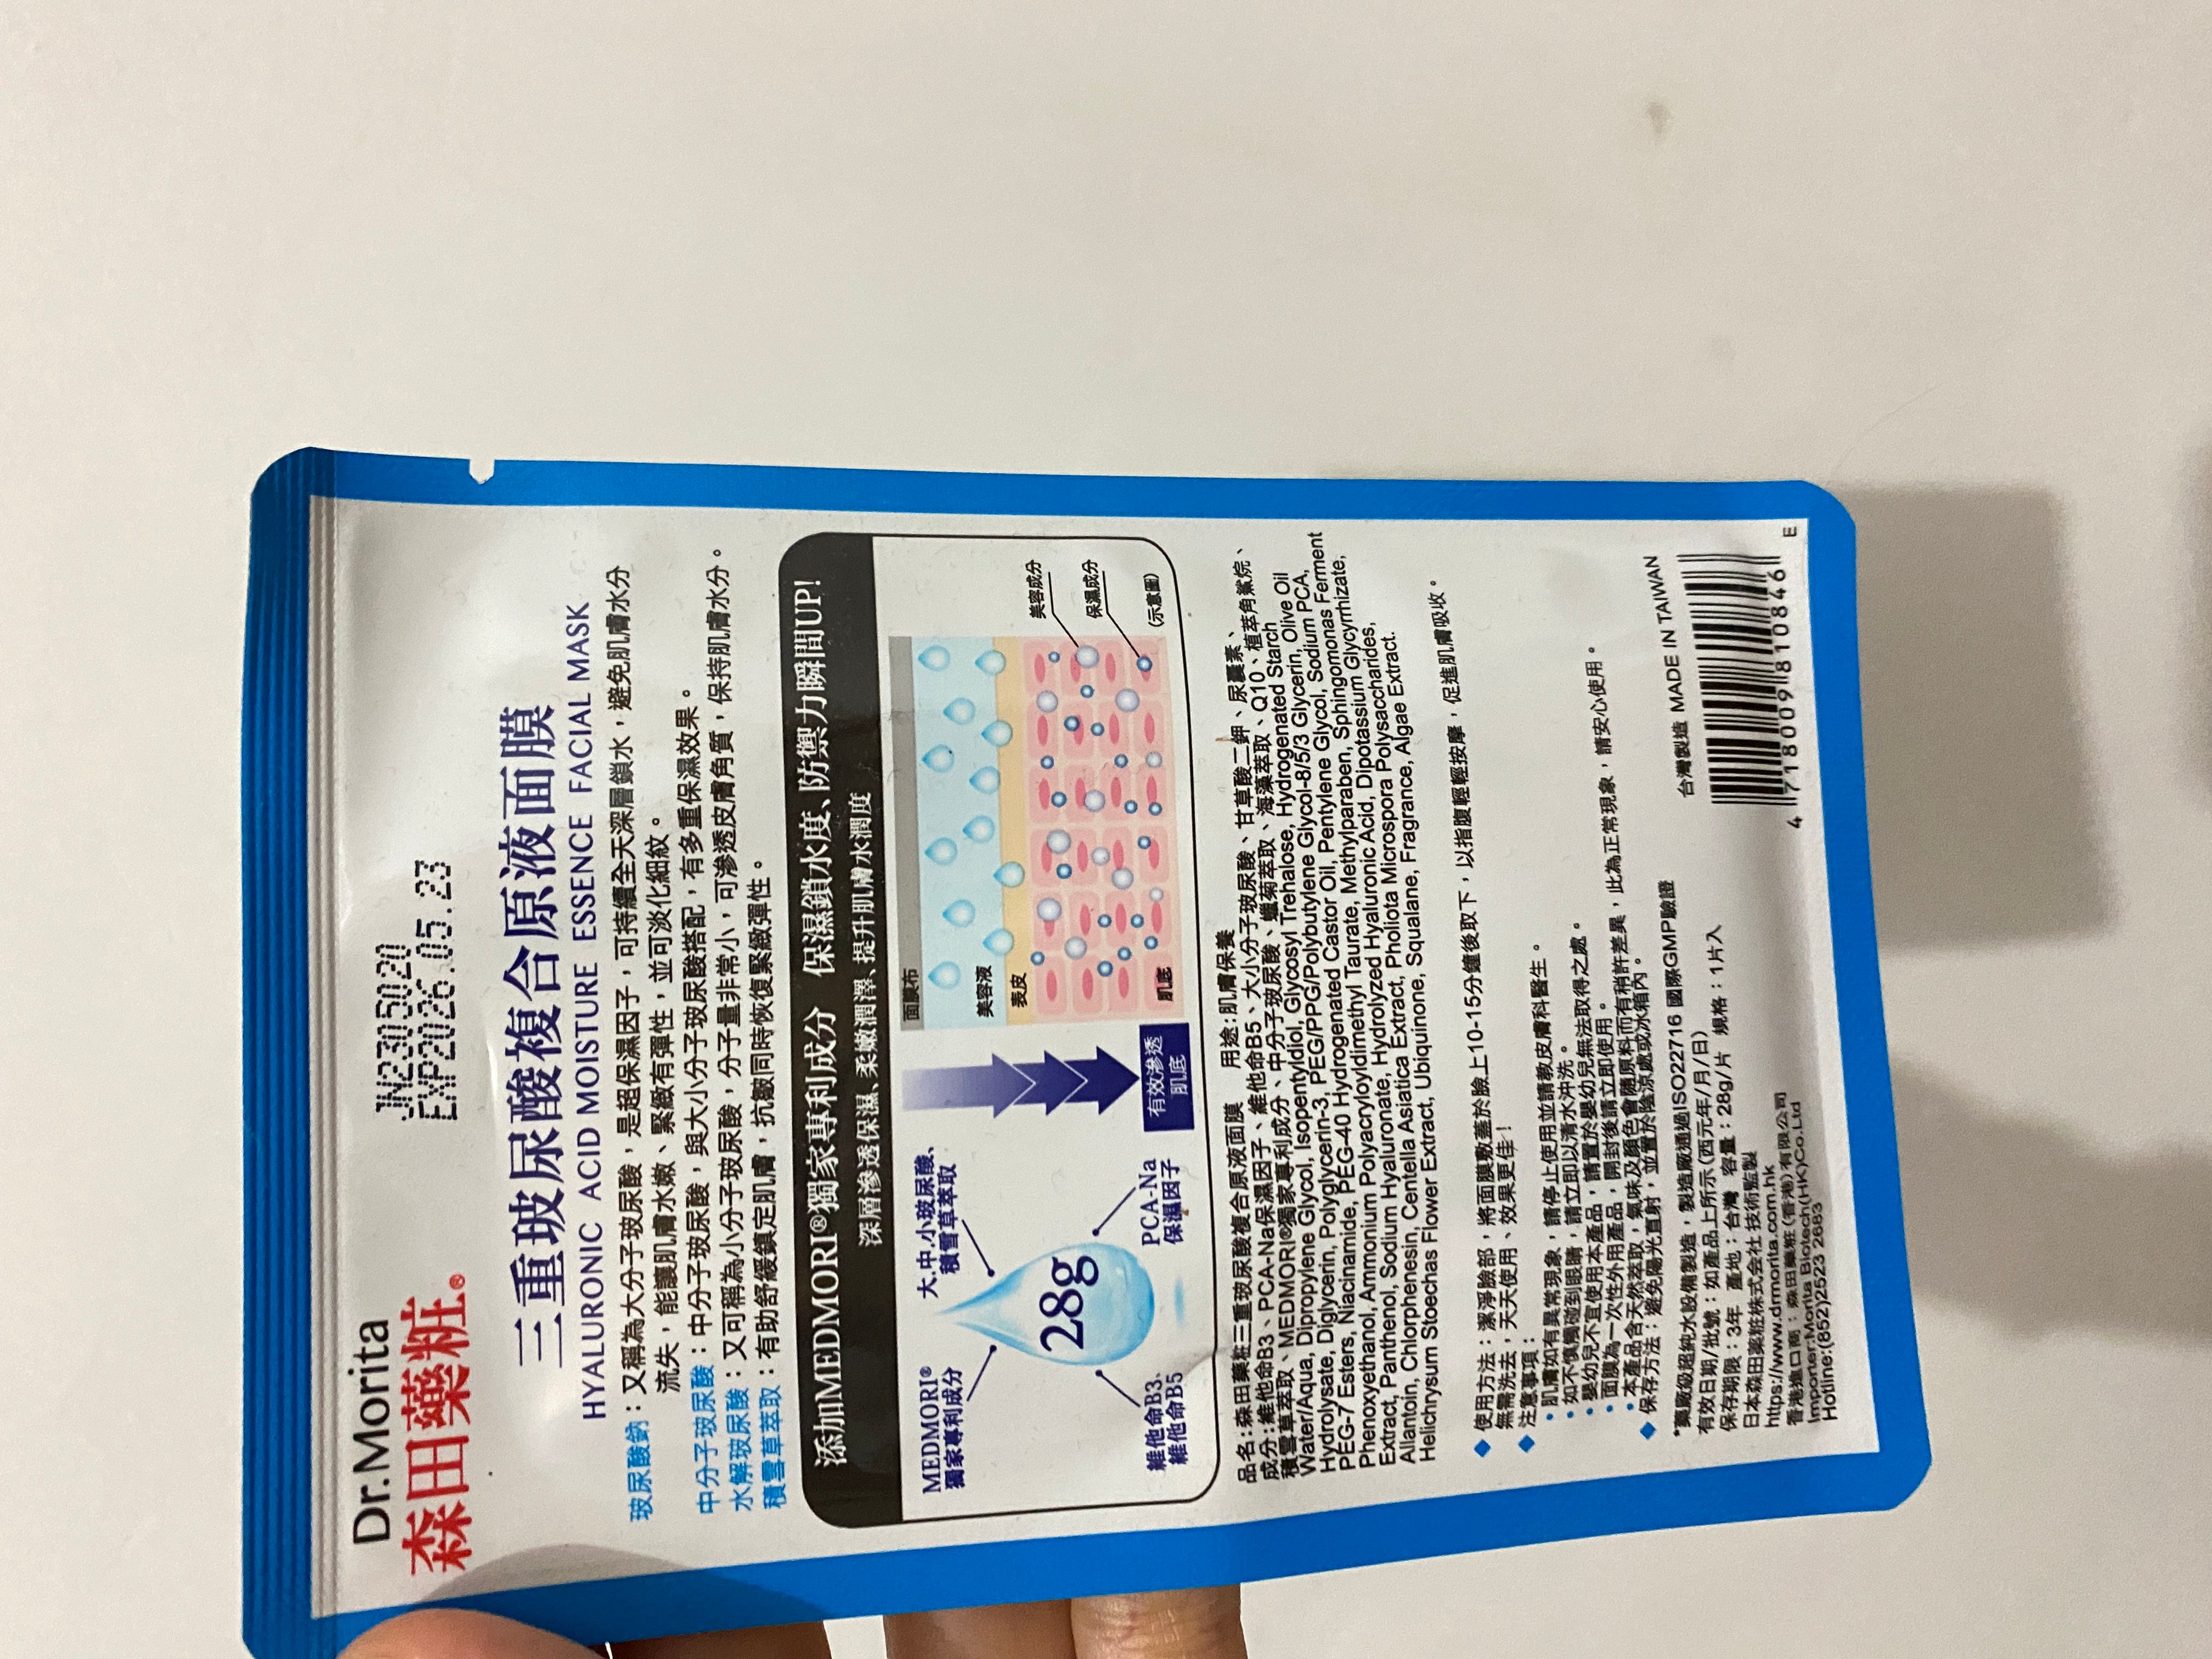 Dr.Morita
森田藥粧®
JN2305020
EXP2026.05.23
三重玻尿酸複合原液面膜
HYALURONIC ACID MOISTURE ESSENCE FACIAL MASK
玻尿酸鈉：又稱為大分子玻尿酸，是超保濕因子，可持續全天深層鎖水，避免肌膚水分
流失，能讓肌膚水嫩、緊緻有彈性，並可淡化細紋。
中分子玻尿酸：中分子玻尿酸，與大小分子玻尿酸搭配，有多重保濕效果。
水解玻尿酸：又可稱為小分子玻尿酸，分子量非常小，可滲透皮膚角質，保持肌膚水分。
積雪草萃取：有助舒緩鎮定肌膚，抗皺同時恢復緊緻彈性。
添加MEDMORI®獨家專利成分 保濕鎖水度、防禦力瞬間UP!
深層滲透保濕、柔嫩潤澤、提升肌膚水潤度
MEDMORI®
獨家專利成分
大.中.小玻尿酸、
積雪草萃取
28g
維他命B3、
維他命B5
PCA-Na
保濕因子
有效滲透
肌底
面膜布
美容液
表皮
肌底
美容成分
保濕成分
(示意圖)
品名:森田藥粧三重玻尿酸複合原液面膜 用途:肌膚保養
成分:維他命B3、PCA-Na保濕因子、維他命B5、大小分子玻尿酸、甘草酸二鉀、尿囊素、
積雪草萃取、MEDMORI®獨家專利成分、中分子玻尿酸、蠟菊萃取、海藻萃取、Q10、植萃角鯊烷、
Water/Aqua, Dipropylene Glycol, Isopentyldiol, Glycosyl Trehalose, Hydrogenated Starch
Hydrolysate, Diglycerin, Polyglycerin-3, PEG/PPG/Polybutylene Glycol-8/5/3 Glycerin, Olive Oil
PEG-7 Esters, Niacinamide, PEG-40 Hydrogenated Castor Oil, Pentylene Glycol, Sodium PCA,
Phenoxyethanol, Ammonium Polyacryloyldimethyl Taurate, Methylparaben, Sphingomonas Ferment
Extract, Panthenol, Sodium Hyaluronate, Hydrolyzed Hyaluronic Acid, Dipotassium Glycyrrhizate,
Allantoin, Chlorphenesin, Centella Asiatica Extract, Pholiota Microspora Polysaccharides,
Helichrysum Stoechas Flower Extract, Ubiquinone, Squalane, Fragrance, Algae Extract.
◆ 使用方法：潔淨臉部，將面膜敷蓋於臉上10-15分鐘後取下，以指腹輕輕按摩，促進肌膚吸收。
無需洗去，天天使用、效果更佳！
◆ 注意事項：
• 肌膚如有異常現象，請停止使用並請教皮膚科醫生。
• 如不慎觸碰到眼睛，請立即以清水沖洗。
• 嬰幼兒不宜使用本產品，請置於嬰幼兒無法取得之處。
• 面膜為一次性外用產品，開封後請立即使用。
• 本產品含天然萃取，氣味及顏色會隨原料而有稍許差異，此為正常現象，請安心使用。
◆ 保存方法：避免陽光直射，並置於陰涼處或冰箱內。
*藥廠級超純水設備製造，製造廠通過ISO22716 國際GMP驗證
有效日期/批號：如產品上所示(西元年/月/日)
保存期限：3年 產地：台灣 容量：28g/片 規格：1片入
日本森田薬粧株式会社 技術監製
https://www.drmorita.com.hk
香港進口商：森田藥粧(香港)有限公司
Importer:Morita Biotech(HK)Co.Ltd
Hotline:(852)2523 2683
台灣製造 MADE IN TAIWAN
4 718009 810846 E